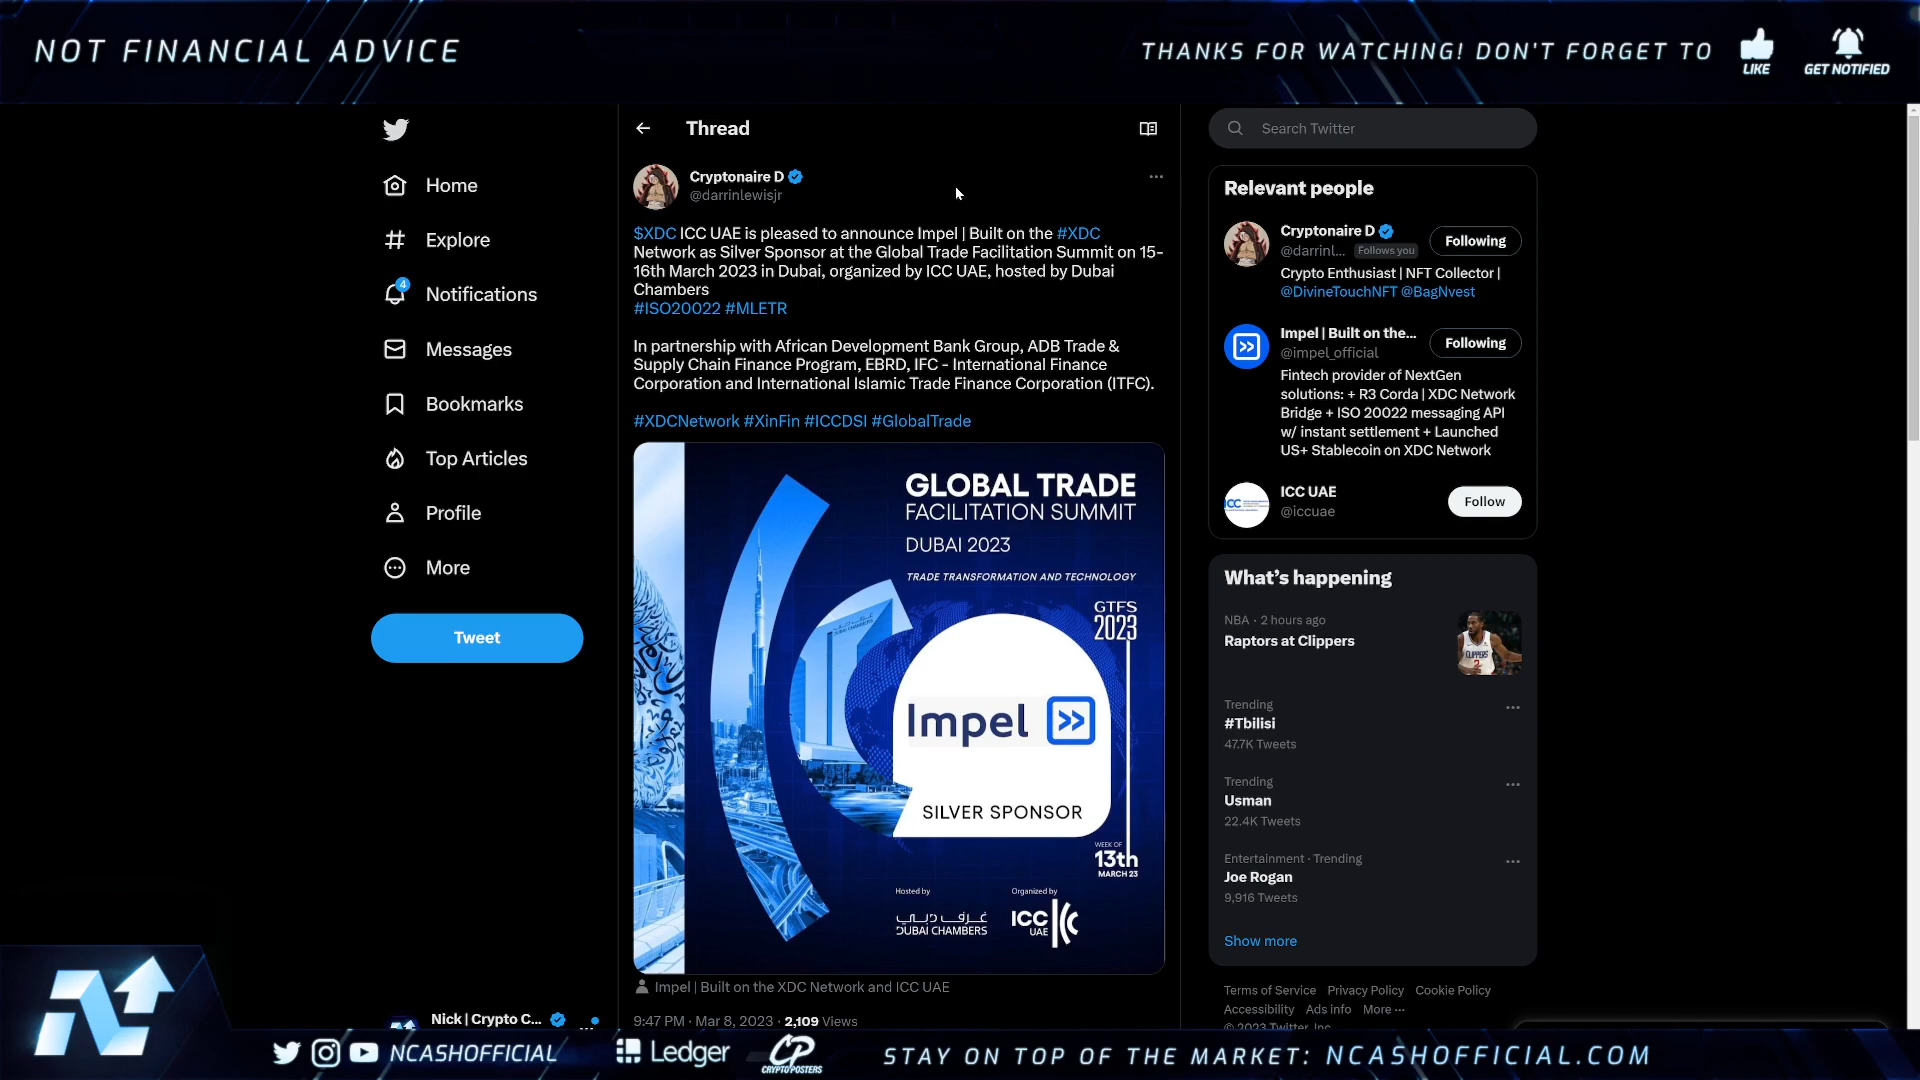 NOT FINANCIAL ADVICE
THANKS FOR WATCHING! DON'T FORGET TO
LIKE
GET NOTIFIED
Home
Explore
4
Notifications
Messages
Bookmarks
Top Articles
Profile
More
Tweet
Nick | Crypto C...
Thread
Cryptonaire D
@darrinlewisjr
$XDC ICC UAE is pleased to announce Impel | Built on the #XDC
Network as Silver Sponsor at the Global Trade Facilitation Summit on 15-
16th March 2023 in Dubai, organized by ICC UAE, hosted by Dubai
Chambers
#ISO20022 #MLETR
In partnership with African Development Bank Group, ADB Trade &
Supply Chain Finance Program, EBRD, IFC - International Finance
Corporation and International Islamic Trade Finance Corporation (ITFC).
#XDCNetwork #XinFin #ICCDSI #GlobalTrade
GLOBAL TRADE
FACILITATION SUMMIT
DUBAI 2023
TRADE TRANSFORMATION AND TECHNOLOGY
GTFS
2023
DUBAI CHAMBERS
Impel
SILVER SPONSOR
WEEK OF
13th
MARCH 23
Hosted by
غرف دبي
DUBAI CHAMBERS
Organized by
ICC
UAE
Impel | Built on the XDC Network and ICC UAE
9:47 PM · Mar 8, 2023 · 2,109 Views
Search Twitter
Relevant people
Cryptonaire D
@darrinl... Follows you
Following
Crypto Enthusiast | NFT Collector |
@DivineTouchNFT @BagNvest
Impel | Built on the...
@impel_official
Following
Fintech provider of NextGen
solutions: + R3 Corda | XDC Network
Bridge + ISO 20022 messaging API
w/ instant settlement + Launched
US+ Stablecoin on XDC Network
ICC
ICC UAE
@iccuae
Follow
What's happening
NBA · 2 hours ago
Raptors at Clippers
CLIPPERS
2
Trending
#Tbilisi
47.7K Tweets
Trending
Usman
22.4K Tweets
Entertainment · Trending
Joe Rogan
9,916 Tweets
Show more
Terms of Service Privacy Policy Cookie Policy
Accessibility Ads info More ...
© 2023 Twitter, Inc.
NCASHOFFICIAL
Ledger
CP
CRYPTOPOSTERS
STAY ON TOP OF THE MARKET: NCASHOFFICIAL.COM